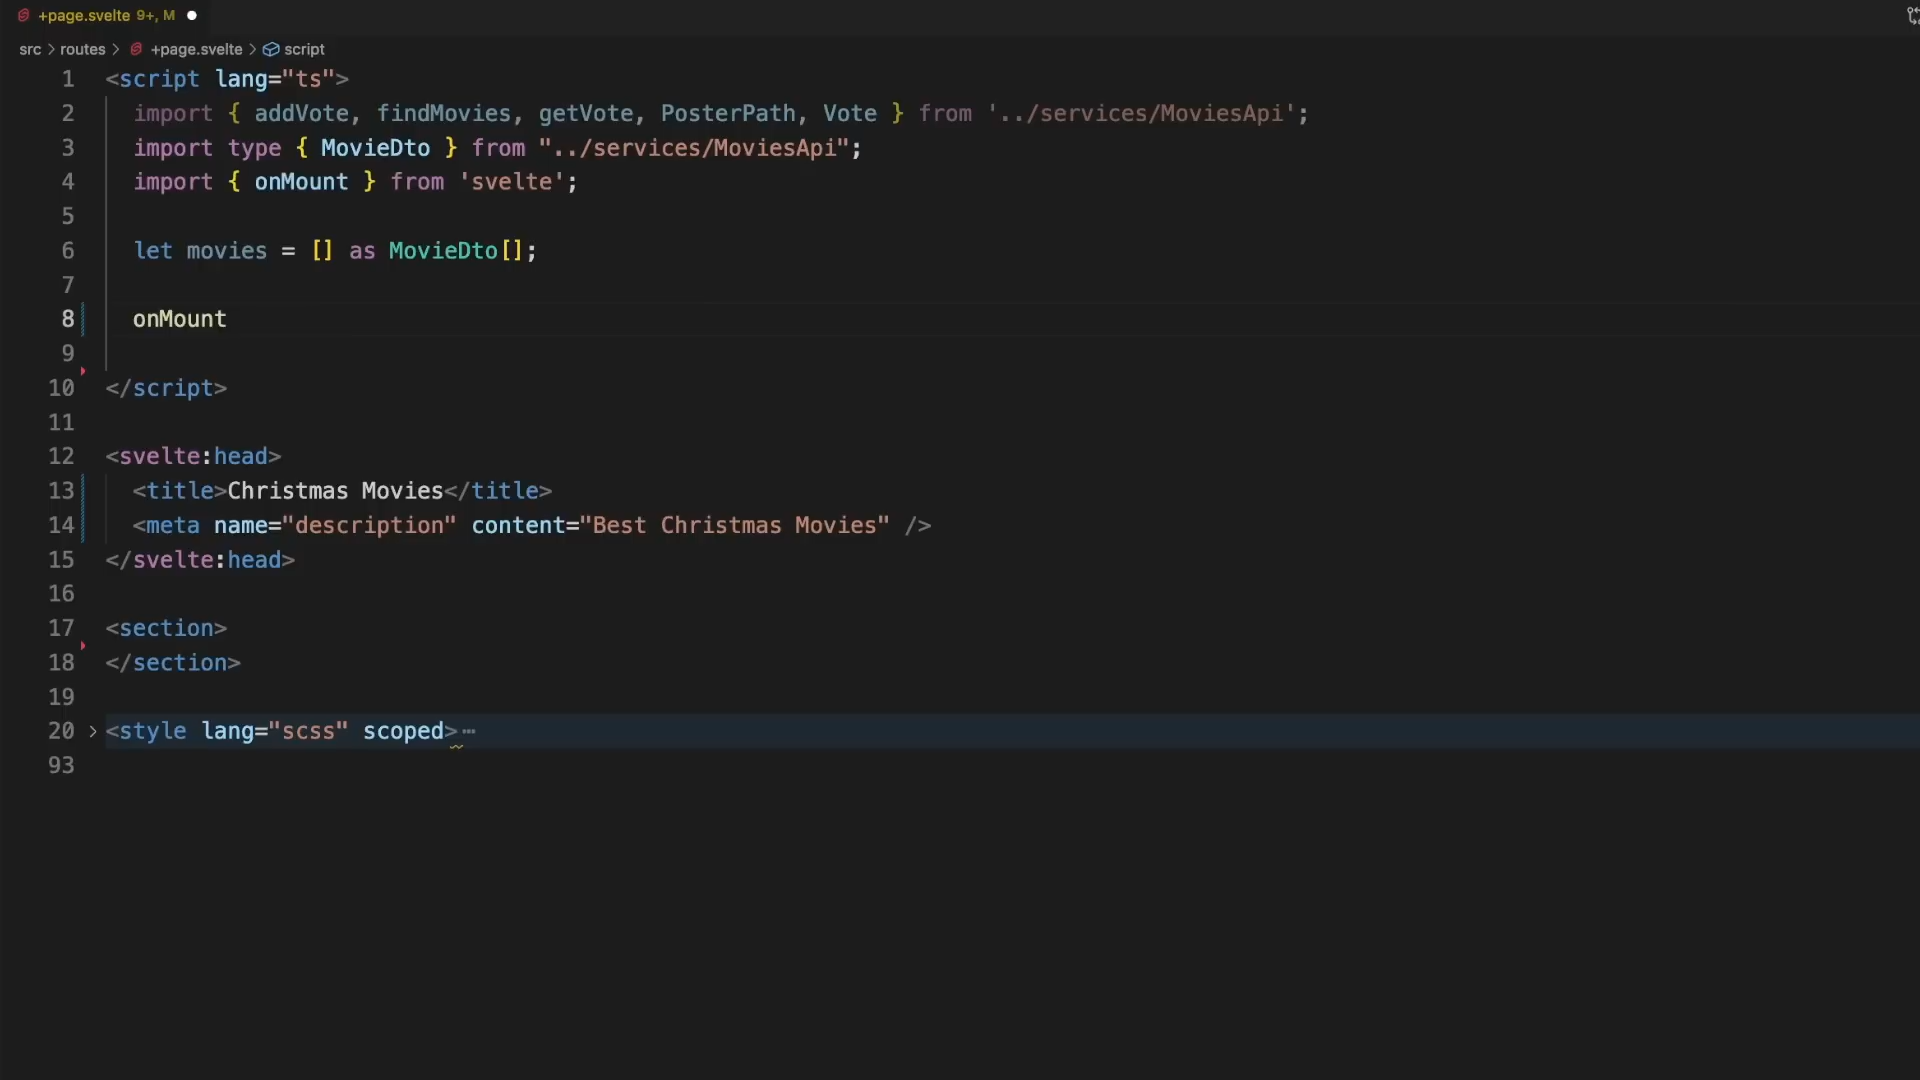 +page.svelte 9+, M
src > routes > +page.svelte > script
1 <script lang="ts">
2 import { addVote, findMovies, getVote, PosterPath, Vote } from '../services/MoviesApi';
3 import type { MovieDto } from "../services/MoviesApi";
4 import { onMount } from 'svelte';
5
6 let movies = [] as MovieDto[];
7
8 onMount
9
10 </script>
11
12 <svelte:head>
13 <title>Christmas Movies</title>
14 <meta name="description" content="Best Christmas Movies" />
15 </svelte:head>
16
17 <section>
18 </section>
19
20 <style lang="scss" scoped>⋯
93